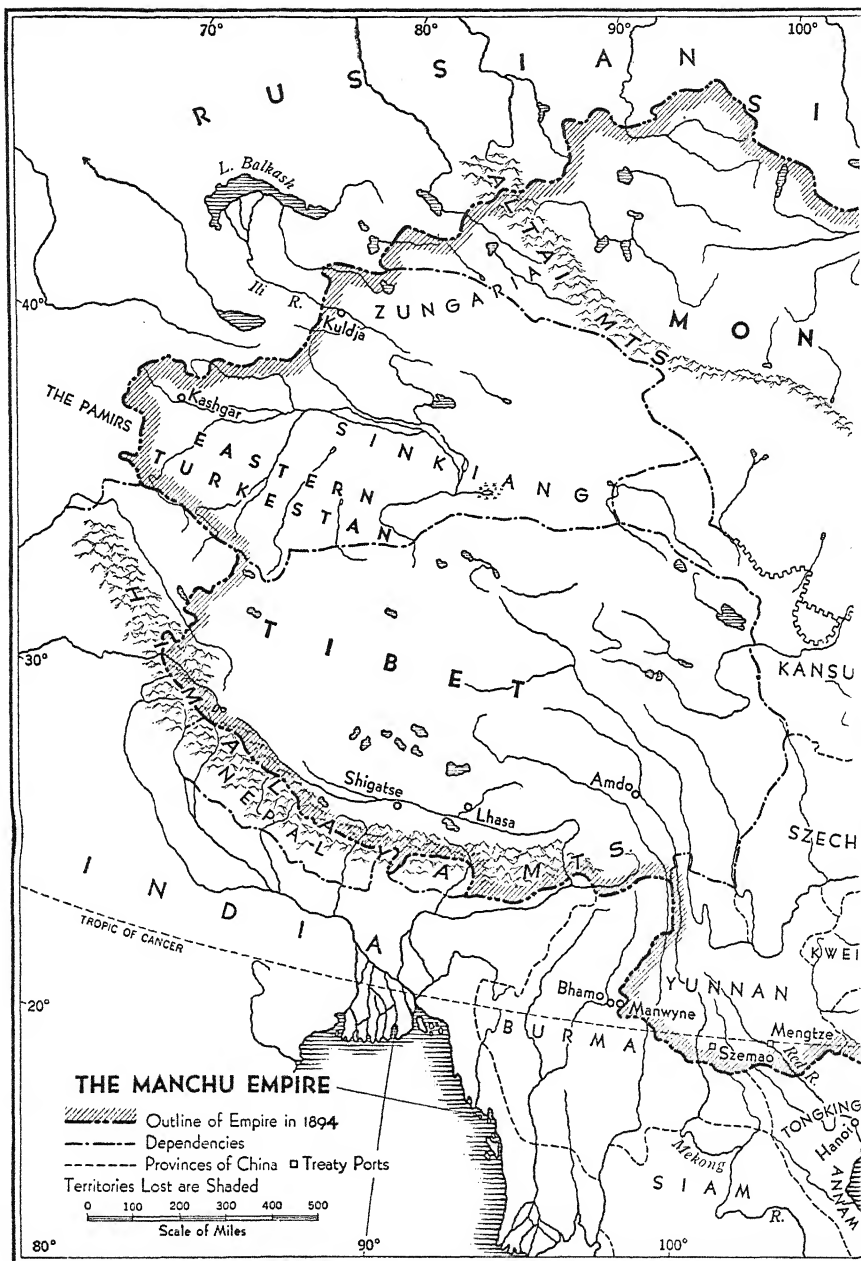 70° 80° 90° 100°
RUSSIAN SI
L. Balkash
ALTAI MTS
Ili R.
ZUNGARIA
40°
Kuldja
MON
THE PAMIRS
Kashgar
SINKIANG
EASTERN
TURKESTAN
TIBET
30°
KANSU
HIMALAYA MTS.
NEPAL
Shigatse
Lhasa
Amdo
SZECH
INDIA
TROPIC OF CANCER
KWEI
YUNNAN
Bhamo
Manwyne
20°
BURMA
Mengtze
Szemao
Red R.
THE MANCHU EMPIRE
Outline of Empire in 1894
Dependencies
Provinces of China Treaty Ports
Territories Lost are Shaded
0 100 200 300 400 500
Scale of Miles
TONGKING
Hanoi
ANNAM
Mekong
R.
SIAM
80° 90° 100°